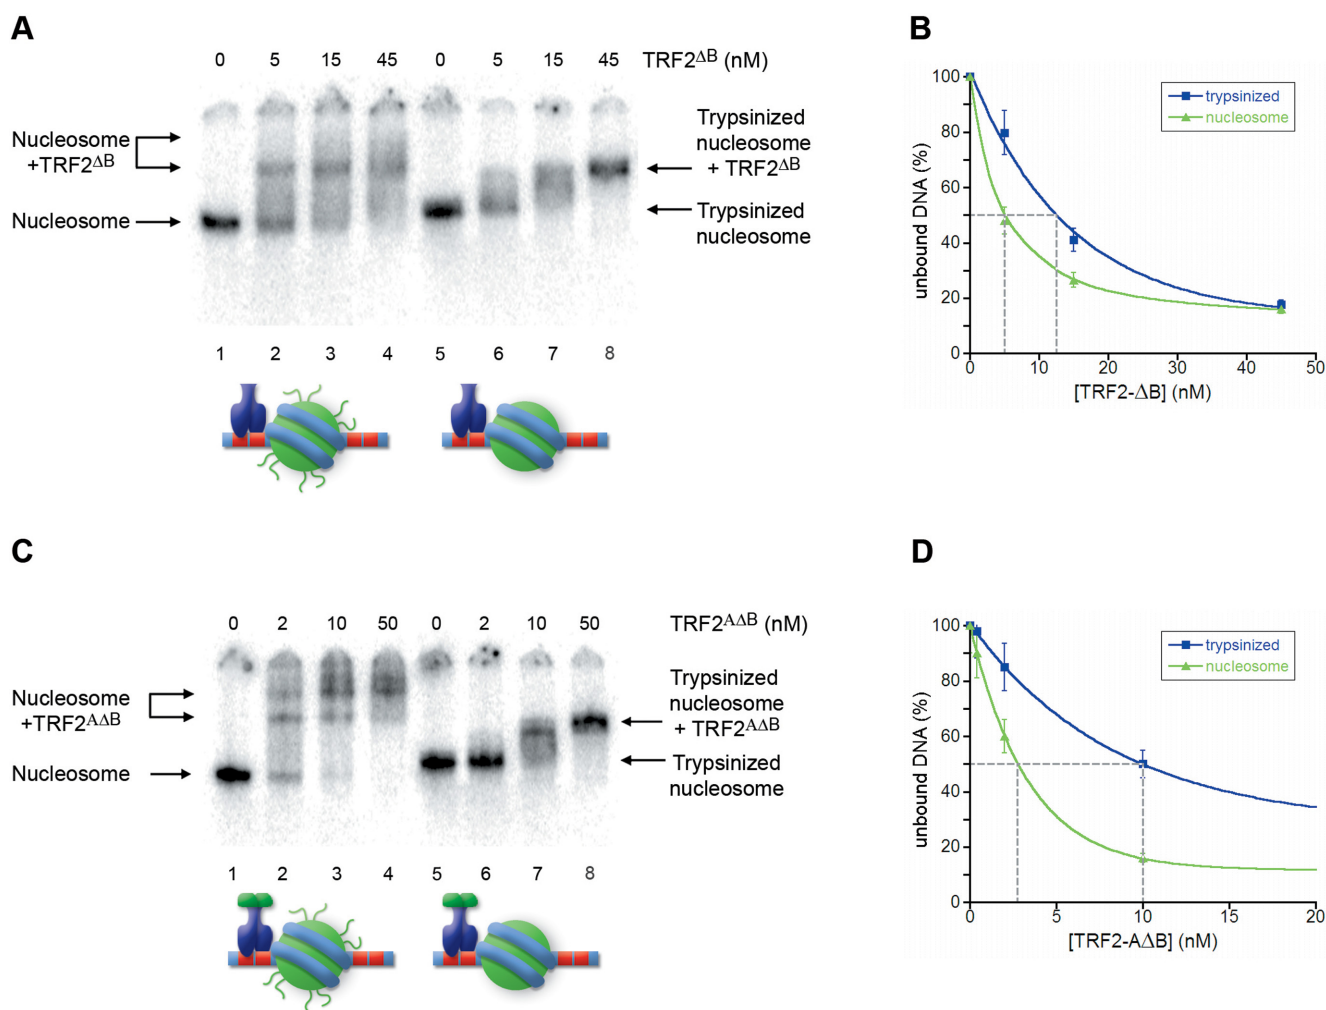 A
0 5 15 45 0 5 15 45 TRF2ΔB (nM)
Nucleosome
+TRF2ΔB
Nucleosome
Trypsinized
nucleosome
+ TRF2ΔB
Trypsinized
nucleosome
1 2 3 4 5 6 7 8
B
100
80
60
40
20
0
unbound DNA (%)
trypsinized
nucleosome
0 10 20 30 40 50
[TRF2-ΔB] (nM)
C
0 2 10 50 0 2 10 50 TRF2AΔB (nM)
Nucleosome
+TRF2AΔB
Nucleosome
Trypsinized
nucleosome
+ TRF2AΔB
Trypsinized
nucleosome
1 2 3 4 5 6 7 8
D
100
80
60
40
20
0
unbound DNA (%)
trypsinized
nucleosome
0 5 10 15 20
[TRF2-AΔB] (nM)